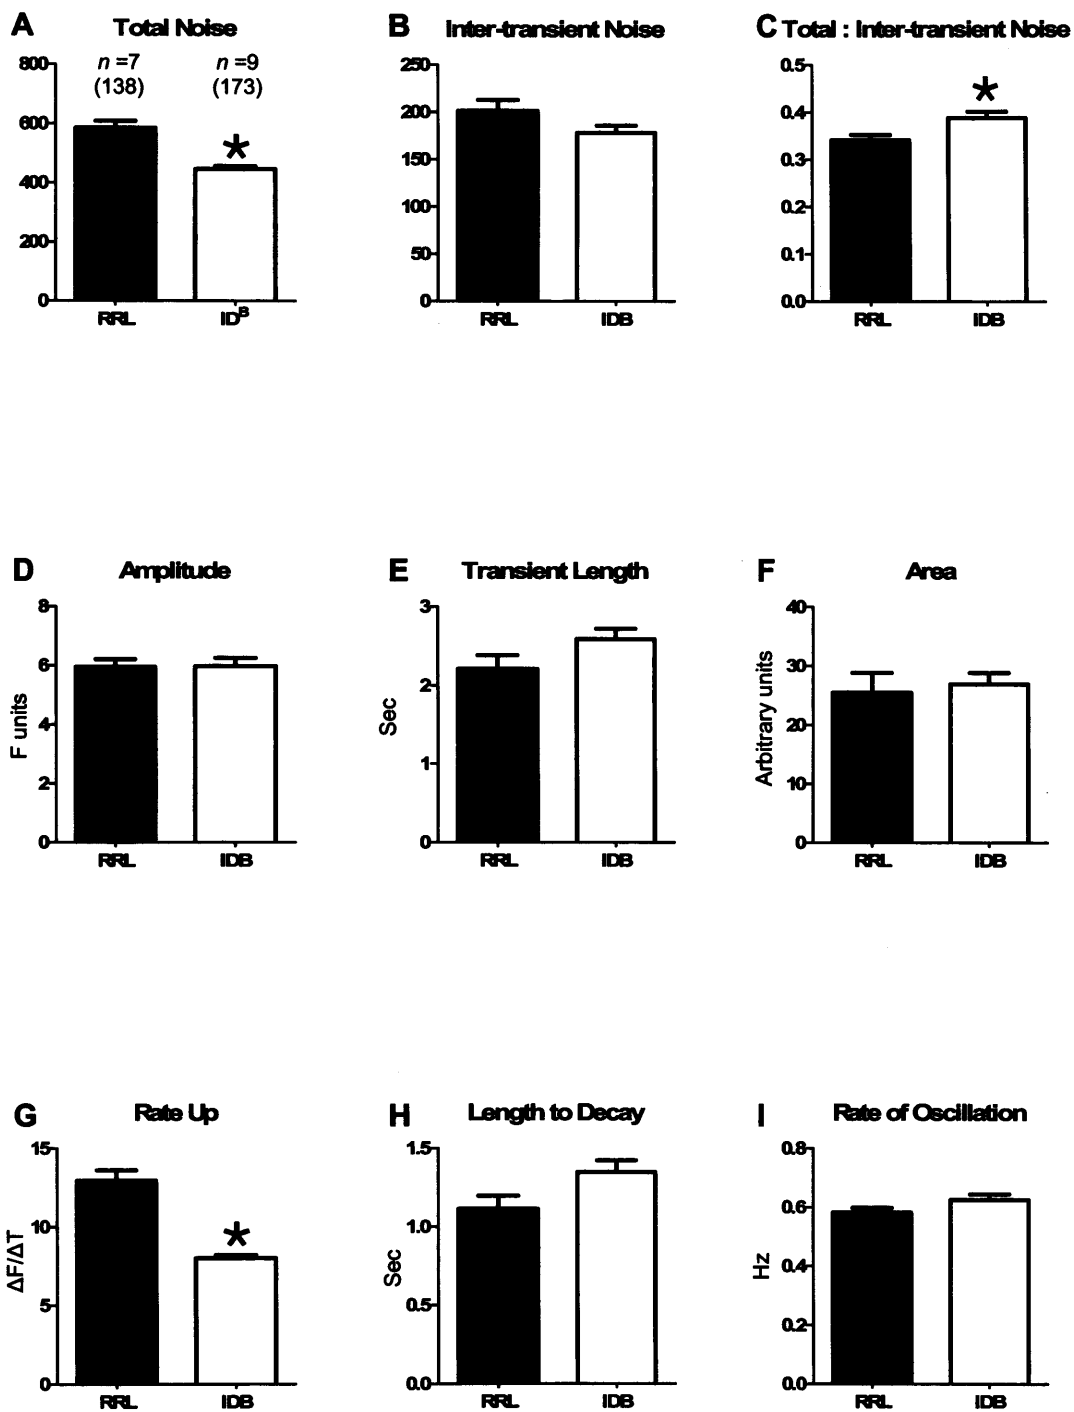 A Total Noise
n =7 n =9
(138) (173)
800
600
400
200
0
RRL ID^B
B Inter-transient Noise
250
200
150
100
50
0
RRL IDB
C Total : Inter-transient Noise
0.5
0.4
0.3
0.2
0.1
0.0
RRL IDB
D Amplitude
F units
8
6
4
2
0
RRL IDB
E Transient Length
Sec
3
2
1
0
RRL IDB
F Area
Arbitrary units
40
30
20
10
0
RRL IDB
G Rate Up
ΔF/ΔT
15
10
5
0
RRL IDB
H Length to Decay
Sec
1.5
1.0
0.5
0.0
RRL IDB
I Rate of Oscillation
Hz
0.8
0.6
0.4
0.2
0.0
RRL IDB